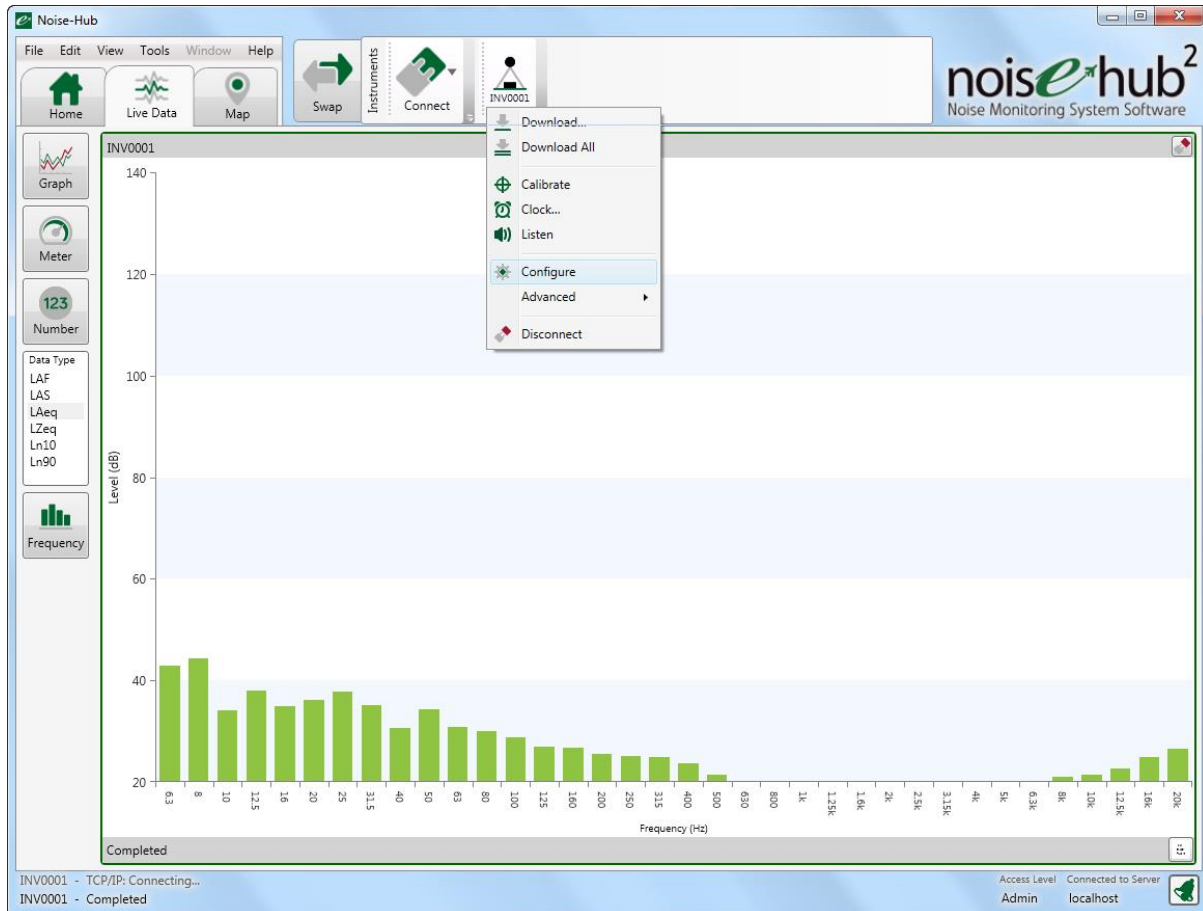 Noise-Hub
File Edit View Tools Window Help
Home
Live Data
Map
Swap
Instruments
Connect
INV0001
noisehub2
Noise Monitoring System Software
Download...
Download All
Calibrate
Clock...
Listen
Configure
Advanced
Disconnect
Graph
Meter
123
Number
Data Type
LAF
LAS
LAeq
LZeq
Ln10
Ln90
Frequency
INV0001
Level (dB)
140
120
100
80
60
40
20
6.3 8 10 12.5 16 20 25 31.5 40 50 63 80 100 125 160 200 250 315 400 500 630 800 1k 1.25k 1.6k 2k 2.5k 3.15k 4k 5k 6.3k 8k 10k 12.5k 16k 20k
Frequency (Hz)
Completed
INV0001 - TCP/IP: Connecting...
INV0001 - Completed
Access Level Connected to Server
Admin localhost